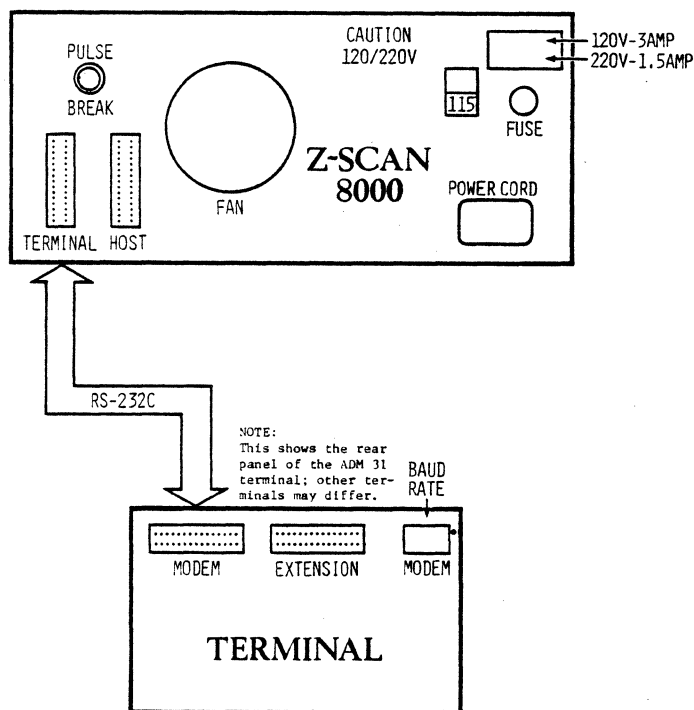 PULSE
BREAK
CAUTION
120/220V
120V-3AMP
220V-1.5AMP
115
FUSE
Z-SCAN
8000
FAN
POWER CORD
TERMINAL HOST
RS-232C
NOTE:
This shows the rear
panel of the ADM 31
terminal; other ter-
minals may differ.
BAUD
RATE
MODEM
EXTENSION
MODEM
TERMINAL